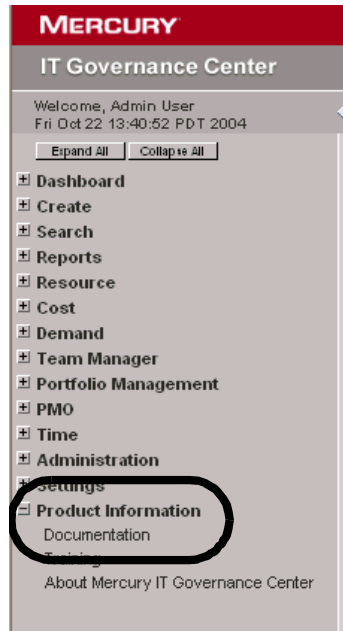 MERCURY
IT Governance Center
Welcome, Admin User
Fri Oct 22 13:40:52 PDT 2004
Expand All Collapse All
Dashboard
Create
Search
Reports
Resource
Cost
Demand
Team Manager
Portfolio Management
PMO
Time
Administration
Settings
Product Information
Documentation
Training
About Mercury IT Governance Center